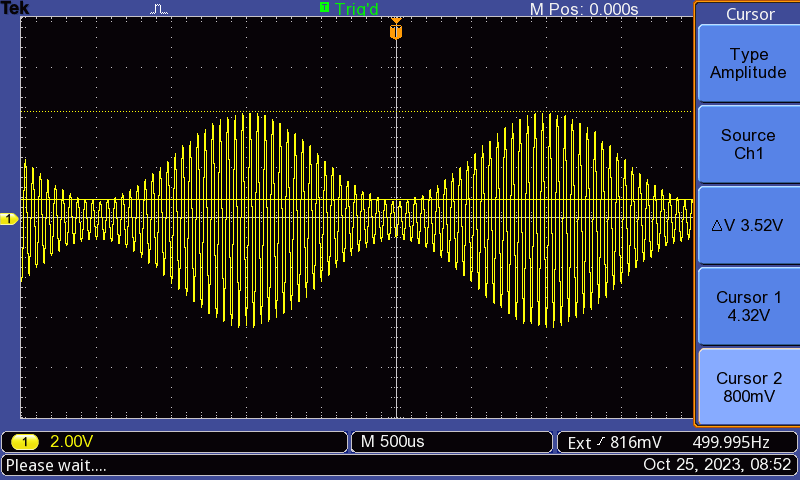 Tek
T Trig'd
M Pos: 0.000s
Cursor
T
Type
Amplitude
Source
Ch1
1
△V 3.52V
Cursor 1
4.32V
Cursor 2
800mV
1 2.00V
M 500us
Ext 816mV
499.995Hz
Please wait....
Oct 25, 2023, 08:52